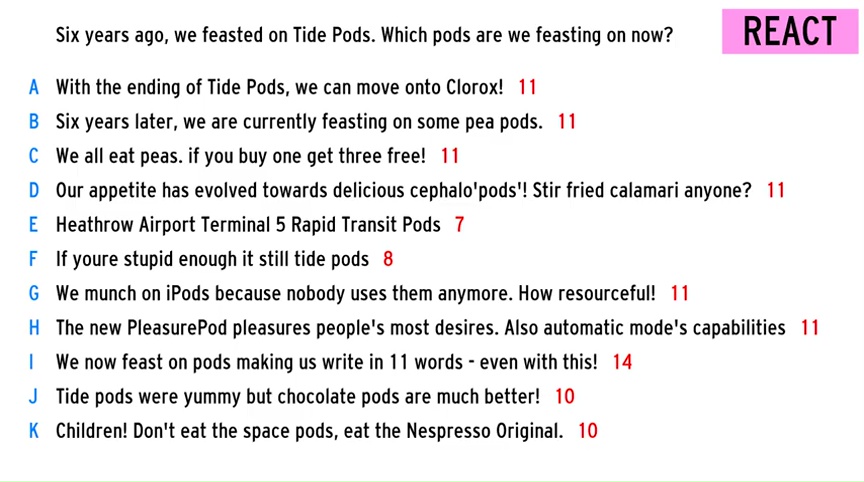 Six years ago, we feasted on Tide Pods. Which pods are we feasting on now?
REACT
A With the ending of Tide Pods, we can move onto Clorox! 11
B Six years later, we are currently feasting on some pea pods. 11
C We all eat peas. if you buy one get three free! 11
D Our appetite has evolved towards delicious cephalo'pods'! Stir fried calamari anyone? 11
E Heathrow Airport Terminal 5 Rapid Transit Pods 7
F If youre stupid enough it still tide pods 8
G We munch on iPods because nobody uses them anymore. How resourceful! 11
H The new PleasurePod pleasures people's most desires. Also automatic mode's capabilities 11
I We now feast on pods making us write in 11 words - even with this! 14
J Tide pods were yummy but chocolate pods are much better! 10
K Children! Don't eat the space pods, eat the Nespresso Original. 10